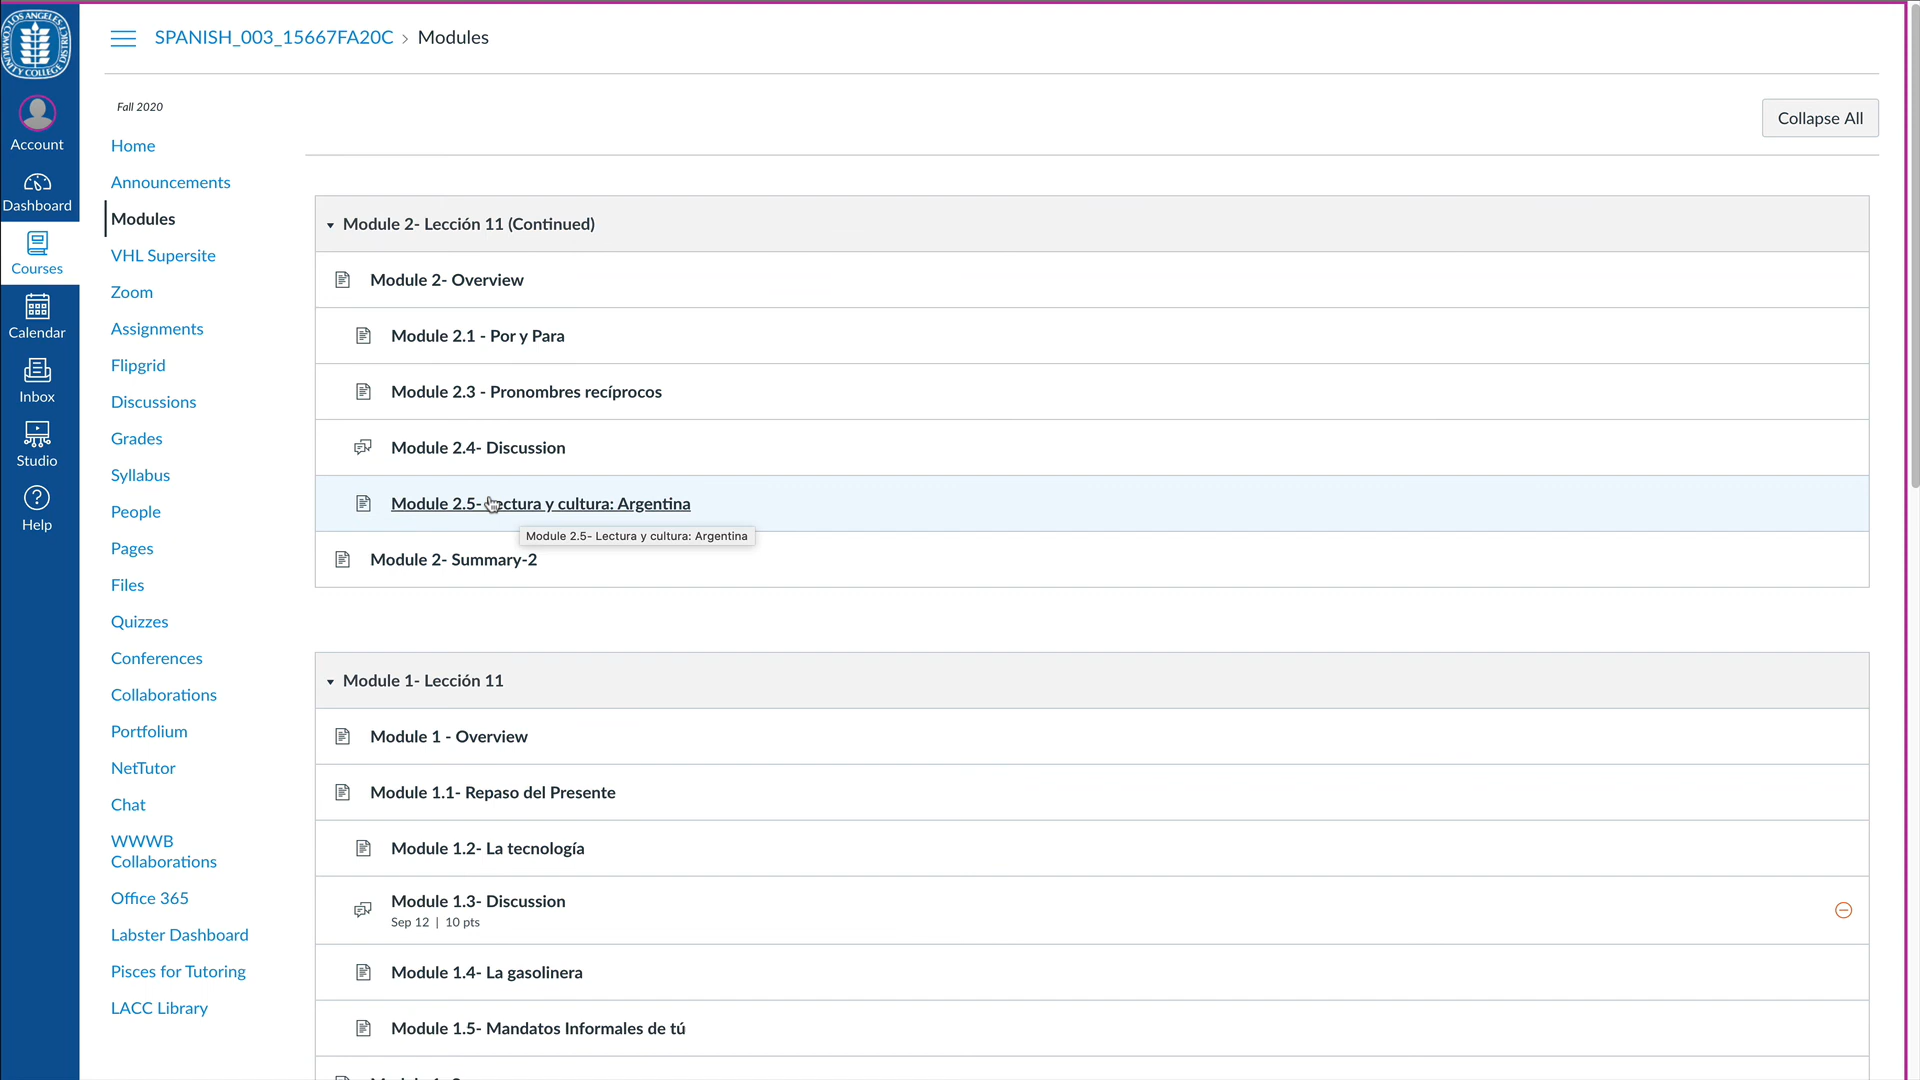 LOS ANGELES
COMMUNITY COLLEGE DISTRICT
SPANISH_003_15667FA20C > Modules
Account
Dashboard
Courses
Calendar
Inbox
Studio
Help
Fall 2020
Home
Announcements
Modules
VHL Supersite
Zoom
Assignments
Flipgrid
Discussions
Grades
Syllabus
People
Pages
Files
Quizzes
Conferences
Collaborations
Portfolium
NetTutor
Chat
WWWB
Collaborations
Office 365
Labster Dashboard
Pisces for Tutoring
LACC Library
Collapse All
Module 2- Lección 11 (Continued)
Module 2- Overview
Module 2.1 - Por y Para
Module 2.3 - Pronombres recíprocos
Module 2.4- Discussion
Module 2.5- Lectura y cultura: Argentina
Module 2.5- Lectura y cultura: Argentina
Module 2- Summary-2
Module 1- Lección 11
Module 1 - Overview
Module 1.1- Repaso del Presente
Module 1.2- La tecnología
Module 1.3- Discussion
Sep 12 | 10 pts
Module 1.4- La gasolinera
Module 1.5- Mandatos Informales de tú